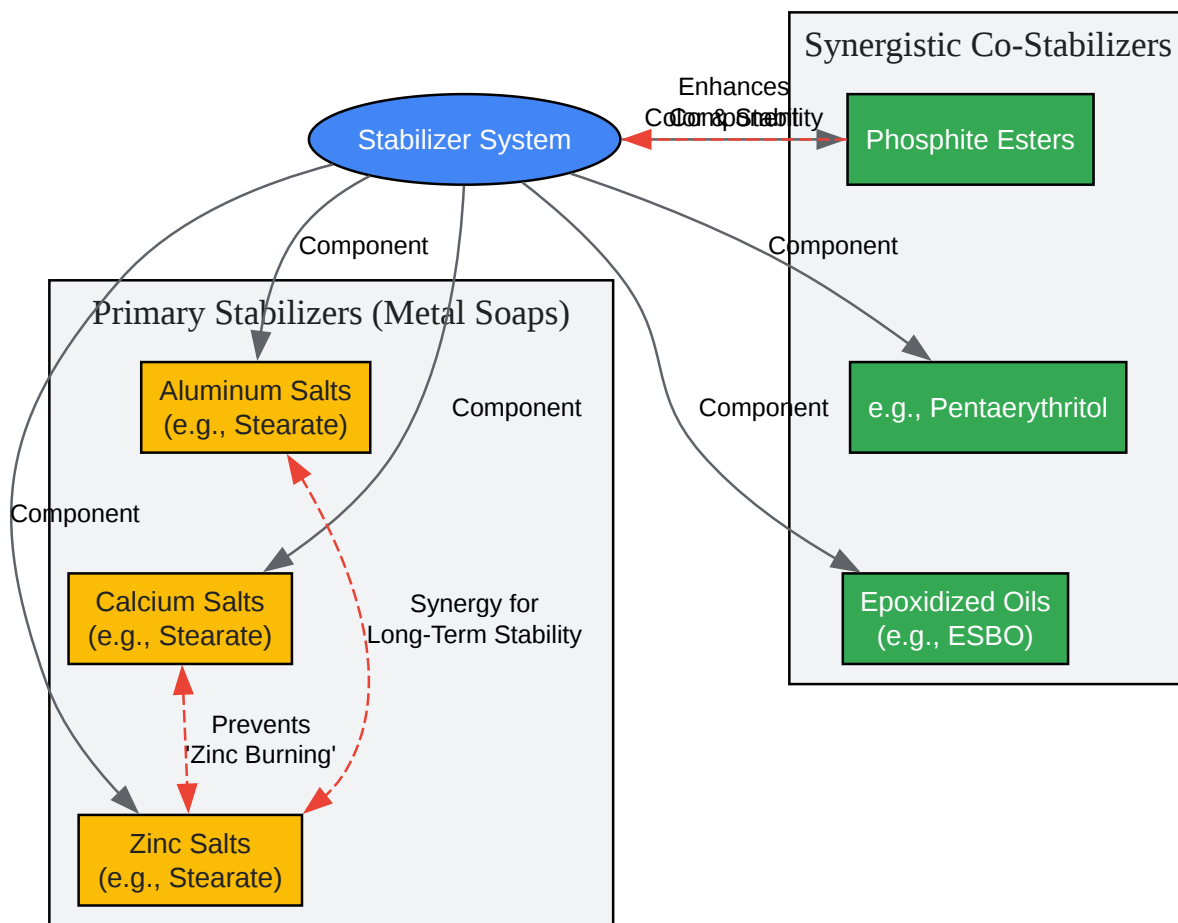 Synergistic Co-Stabilizers
Enhances
Color & Stability
Component
Stabilizer System
Phosphite Esters
Component
Component
Primary Stabilizers (Metal Soaps)
Aluminum Salts
(e.g., Stearate)
Component
Component
e.g., Pentaerythritol
Component
Calcium Salts
(e.g., Stearate)
Synergy for
Long-Term Stability
Epoxidized Oils
(e.g., ESBO)
Prevents
'Zinc Burning'
Zinc Salts
(e.g., Stearate)